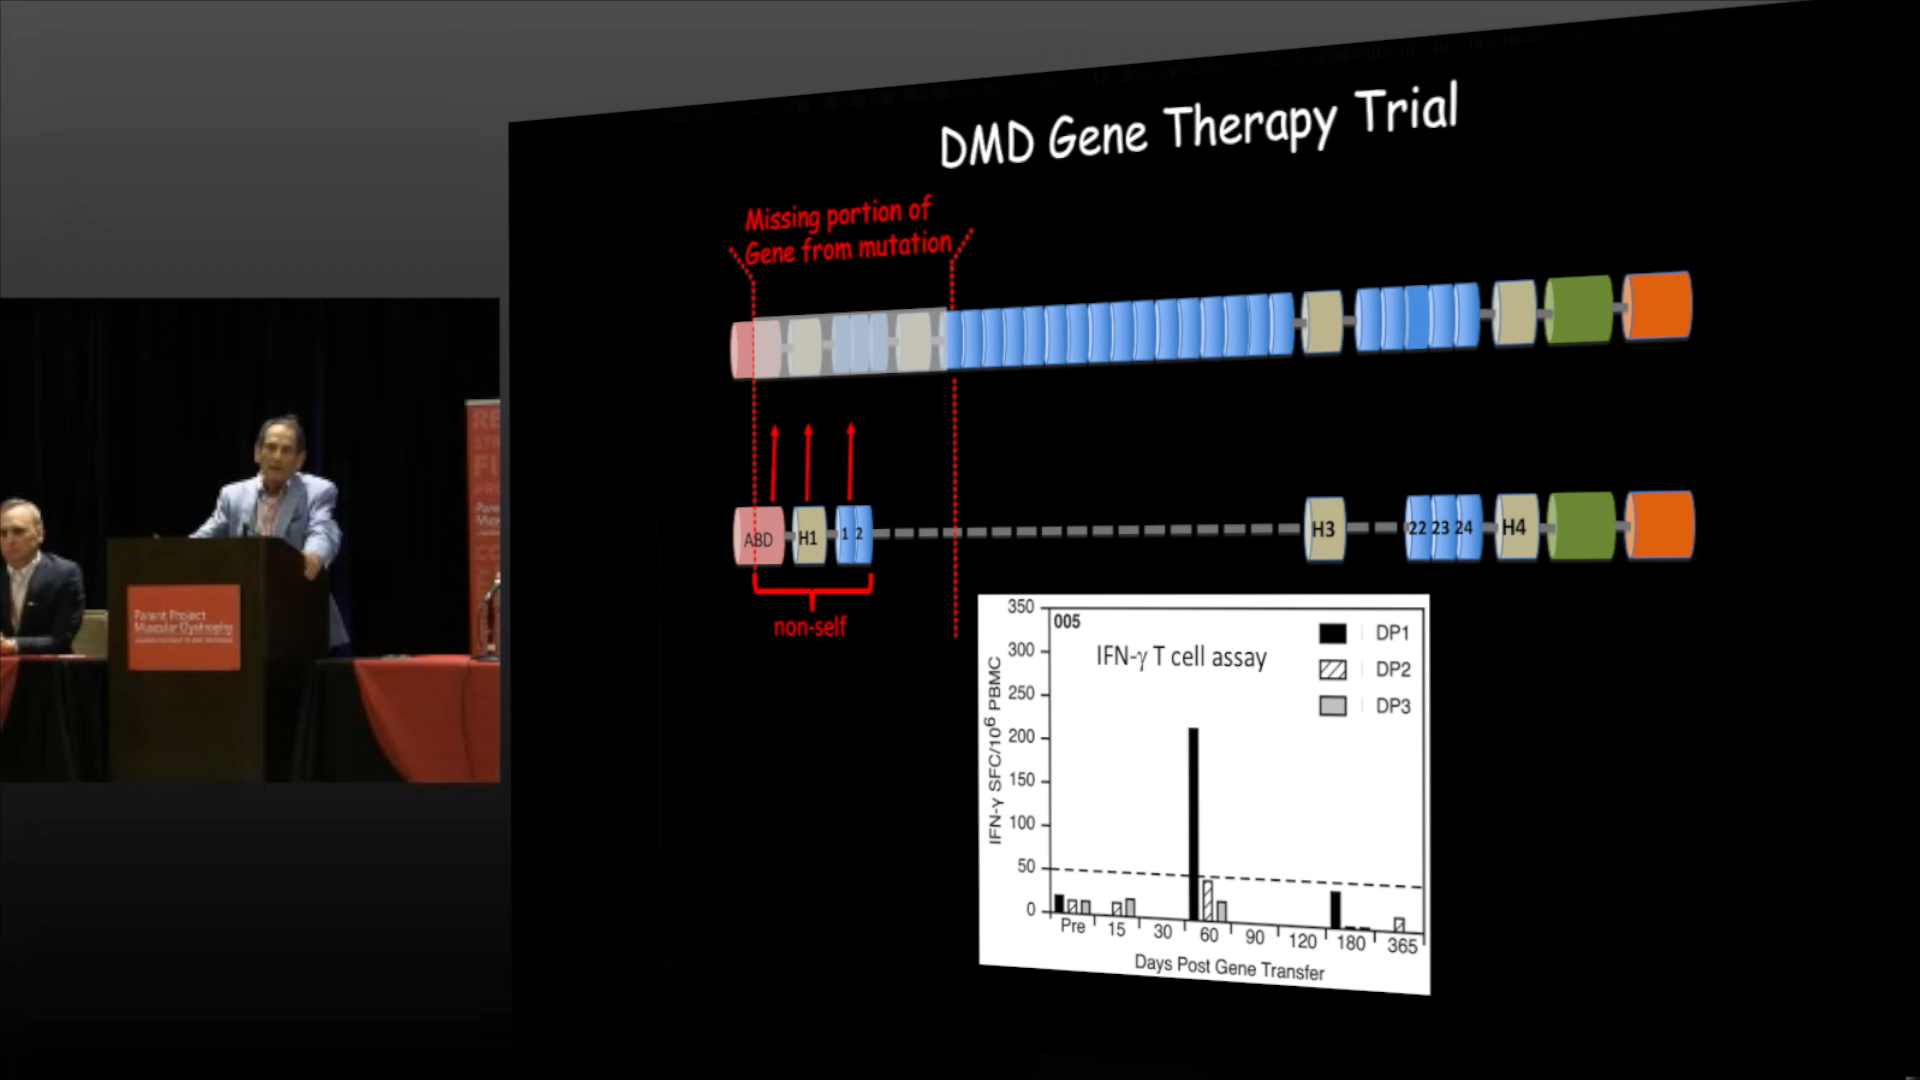 DMD Gene Therapy Trial
Missing portion of
Gene from mutation
ABD H1 1 2 H3 22 23 24 H4
non-self
005
IFN-γ T cell assay
DP1
DP2
DP3
IFN-γ SFC/10⁶ PBMC
350
300
250
200
150
100
50
0
Pre 15 30 60 90 120 180 365
Days Post Gene Transfer
Parent Project
Muscular Dystrophy